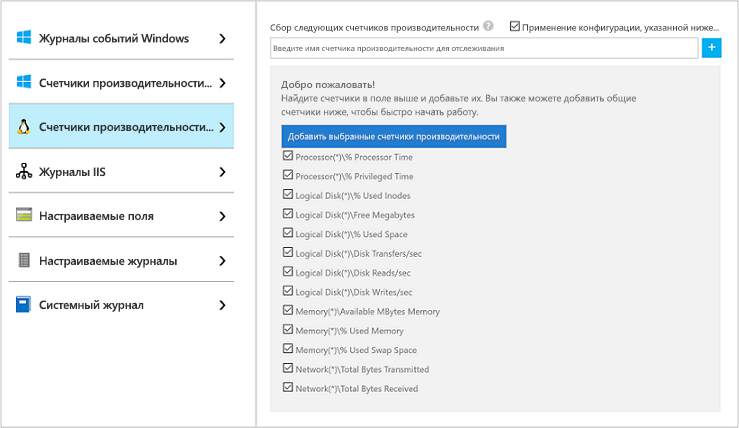 Журналы событий Windows
Счетчики производительности...
Счетчики производительности...
Журналы IIS
Настраиваемые поля
Настраиваемые журналы
Системный журнал
Сбор следующих счетчиков производительности ?
Применение конфигурации, указанной ниже...
Введите имя счетчика производительности для отслеживания
+
Добро пожаловать!
Найдите счетчики в поле выше и добавьте их. Вы также можете добавить общие
счетчики ниже, чтобы быстро начать работу.
Добавить выбранные счетчики производительности
Processor(*)\% Processor Time
Processor(*)\% Privileged Time
Logical Disk(*)\% Used Inodes
Logical Disk(*)\Free Megabytes
Logical Disk(*)\% Used Space
Logical Disk(*)\Disk Transfers/sec
Logical Disk(*)\Disk Reads/sec
Logical Disk(*)\Disk Writes/sec
Memory(*)\Available MBytes Memory
Memory(*)\% Used Memory
Memory(*)\% Used Swap Space
Network(*)\Total Bytes Transmitted
Network(*)\Total Bytes Received